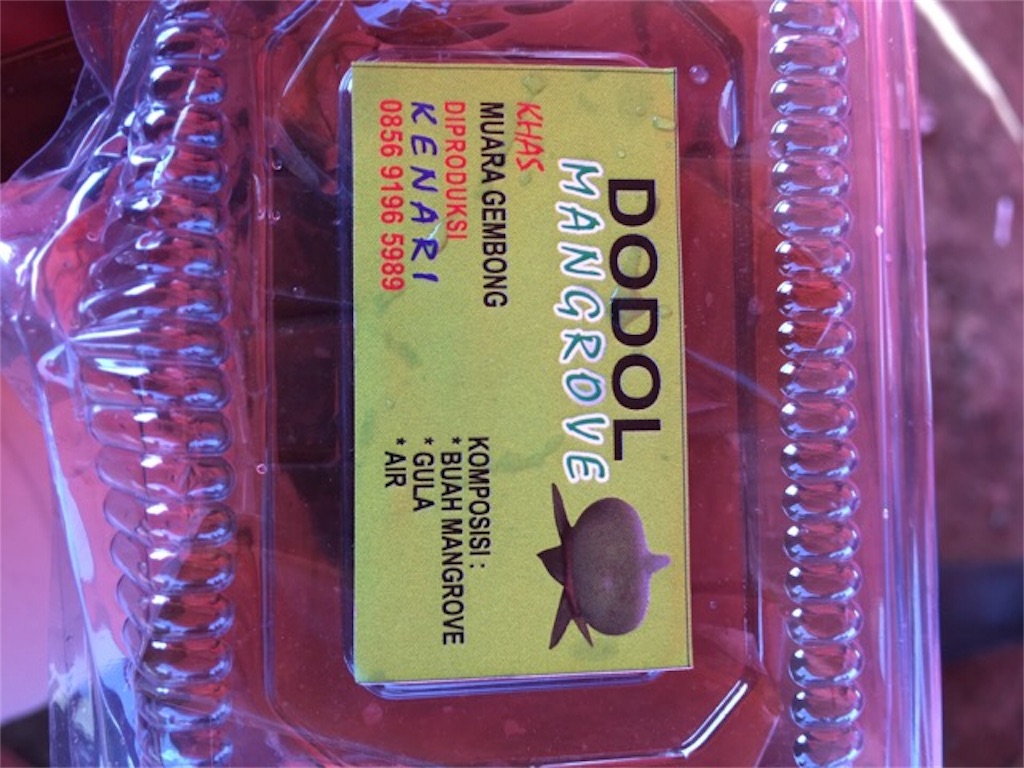 DODOL
MANGROVE
KHAS
MUARA GEMBONG
DIPRODUKSI
KENARI
0856 9196 5989
KOMPOSISI :
* BUAH MANGROVE
* GULA
* AIR